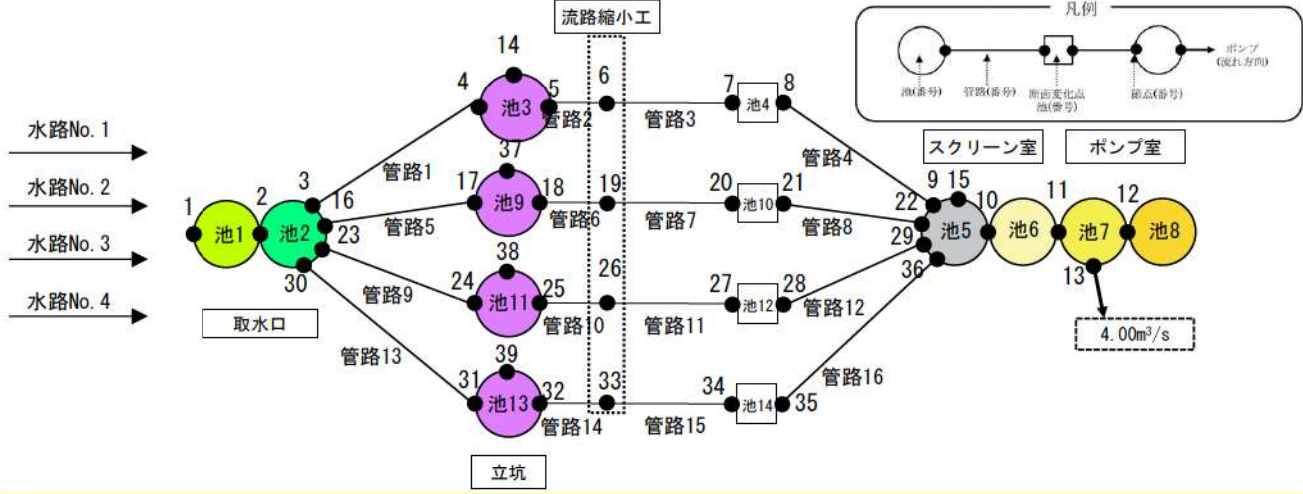 流路縮小工
凡例
ポンプ
(流れ方向)
池(番号)
管路(番号)
断面変化点
池(番号)
節点(番号)
水路No. 1
水路No. 2
水路No. 3
水路No. 4
14
4
池3
5
6
7
池4
8
管路1
管路2
管路3
管路4
スクリーン室
ポンプ室
37
17
池9
18
19
20
池10
21
管路5
管路6
管路7
管路8
1
池1
2
池2
3
16
23
30
22
9
15
29
36
池5
10
池6
11
池7
12
池8
13
4.00m³/s
取水口
38
24
池11
25
26
27
池12
28
管路9
管路10
管路11
管路12
39
31
池13
32
33
34
池14
35
管路13
管路14
管路15
管路16
立坑